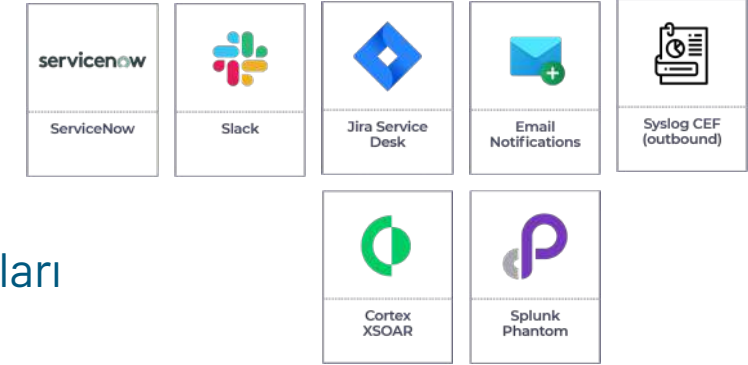 servicenow
ServiceNow
Slack
Jira Service
Desk
Email
Notifications
Syslog CEF
(outbound)
ları
Cortex
XSOAR
Splunk
Phantom